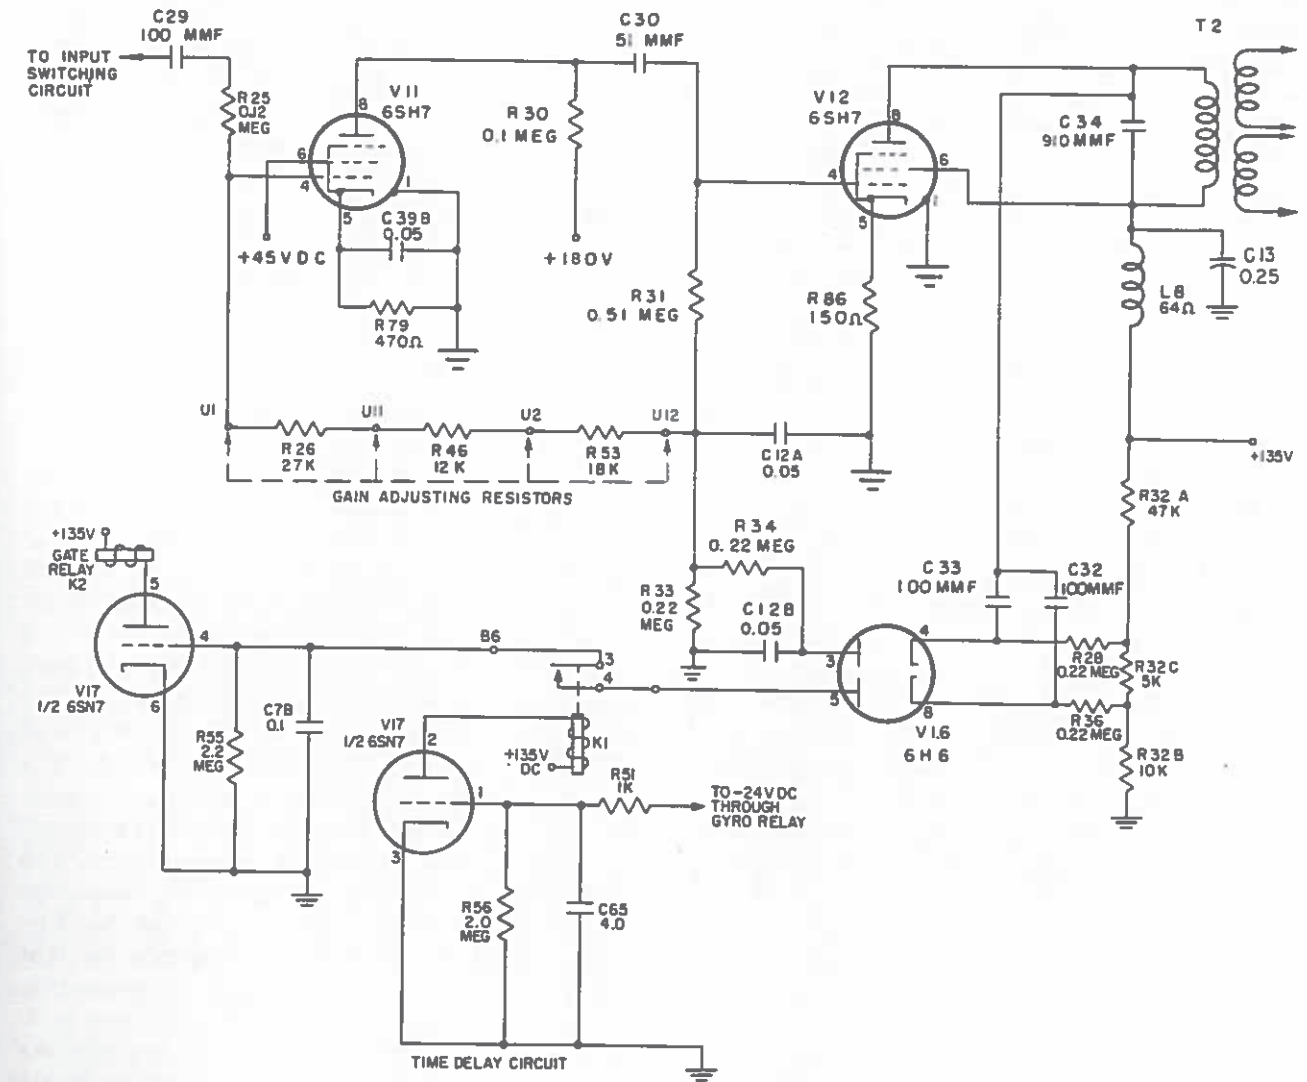 C29
100 MMF
TO INPUT
SWITCHING
CIRCUIT
R25
0.12
MEG
V11
6SH7
8
6
4
1
5
+45VDC
C39B
0.05
R79
470Ω
R30
0.1 MEG
+180V
C30
51 MMF
R31
0.51 MEG
V12
6SH7
8
6
4
1
5
R86
150Ω
C34
910MMF
T2
C13
0.25
L8
64Ω
+135V
U1
U11
U2
U12
R26
27K
R46
12K
R53
18K
C12A
0.05
GAIN ADJUSTING RESISTORS
R32 A
47K
+135V
GATE
RELAY
K2
5
4
6
V17
1/2 6SN7
R55
2.2
MEG
C7B
0.1
B6
3
4
K1
+135V
DC
V17
1/2 6SN7
2
1
3
R51
1K
TO-24VDC
THROUGH
GYRO RELAY
R56
2.0
MEG
C65
4.0
TIME DELAY CIRCUIT
R34
0.22 MEG
R33
0.22
MEG
C12B
0.05
C33
100MMF
C32
100MMF
3
4
5
8
V16
6H6
R28
0.22MEG
R32C
5K
R36
0.22MEG
R32B
10K